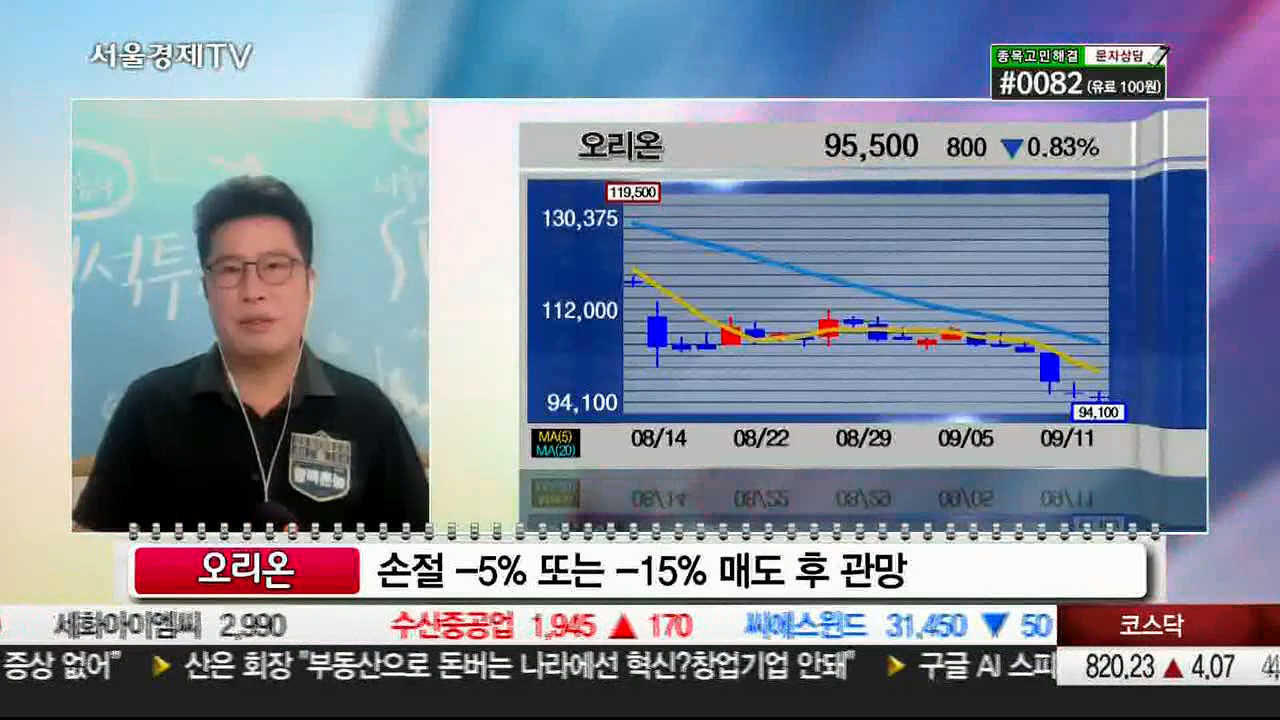 서울경제TV
종목고민해결 문자상담
#0082 (유료 100원)
오리온 95,500 800 ▼0.83%
119,500
130,375
112,000
94,100
94,100
MA(5)
MA(20)
08/14 08/22 08/29 09/05 09/11
석투
오리온 손절 -5% 또는 -15% 매도 후 관망
세화아이엠씨 2,990 수산중공업 1,945 ▲ 170 씨에스윈드 31,450 ▼ 50 코스닥
증상 없어" ▶ 산은 회장 "부동산으로 돈버는 나라에선 혁신?창업기업 안돼" ▶ 구글 AI 스피 820.23 ▲ 4.07